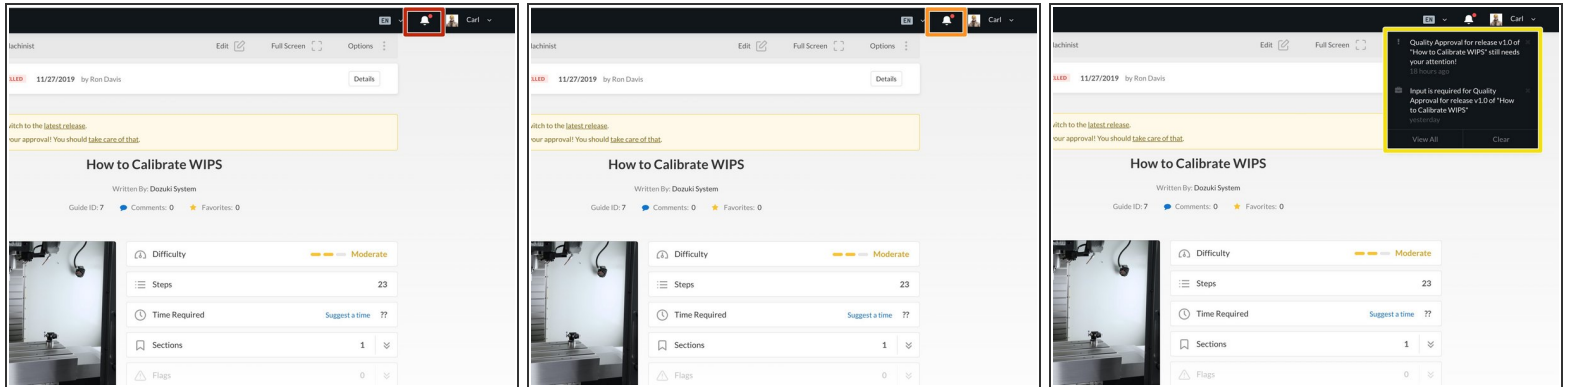 EN Carl
lachinist Edit Full Screen Options
LLED 11/27/2019 by Ron Davis Details
vitch to the latest release.
our approval! You should take care of that.
How to Calibrate WIPS
Written By: Dozuki System
Guide ID: 7 Comments: 0 Favorites: 0
Difficulty Moderate
Steps 23
Time Required Suggest a time ??
Sections 1
Flags 0
EN Carl
lachinist Edit Full Screen Options
LLED 11/27/2019 by Ron Davis Details
vitch to the latest release.
our approval! You should take care of that.
How to Calibrate WIPS
Written By: Dozuki System
Guide ID: 7 Comments: 0 Favorites: 0
Difficulty Moderate
Steps 23
Time Required Suggest a time ??
Sections 1
Flags 0
EN Carl
lachinist Edit Full Screen
Quality Approval for release v1.0 of
"How to Calibrate WIPS" still needs
your attention!
18 hours ago
Input is required for Quality
Approval for release v1.0 of "How
to Calibrate WIPS"
yesterday
View All Clear
LLED 11/27/2019 by Ron Davis
vitch to the latest release.
our approval! You should take care of that.
How to Calibrate WIPS
Written By: Dozuki System
Guide ID: 7 Comments: 0 Favorites: 0
Difficulty Moderate
Steps 23
Time Required Suggest a time ??
Sections 1
Flags 0